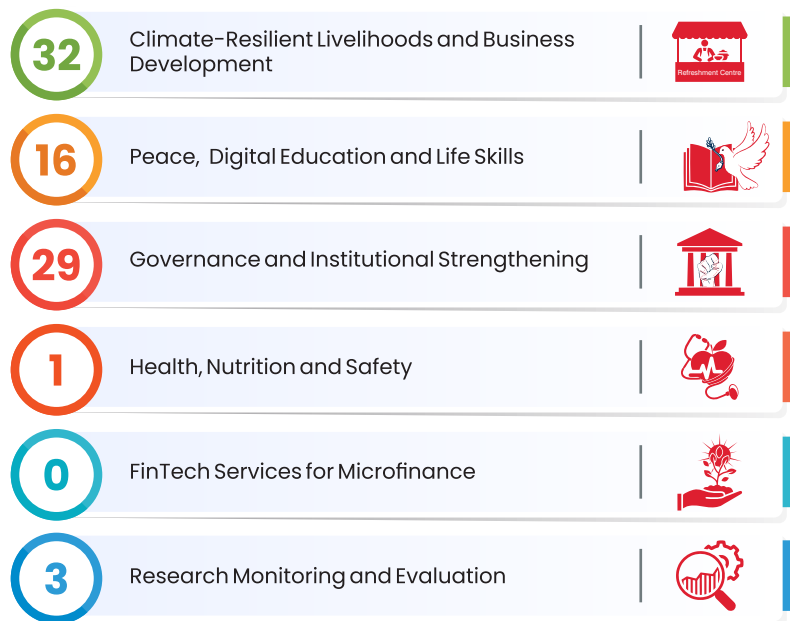 32
Climate-Resilient Livelihoods and Business
Development
Refreshment Centre
16
Peace, Digital Education and Life Skills
29
Governance and Institutional Strengthening
1
Health, Nutrition and Safety
0
FinTech Services for Microfinance
3
Research Monitoring and Evaluation